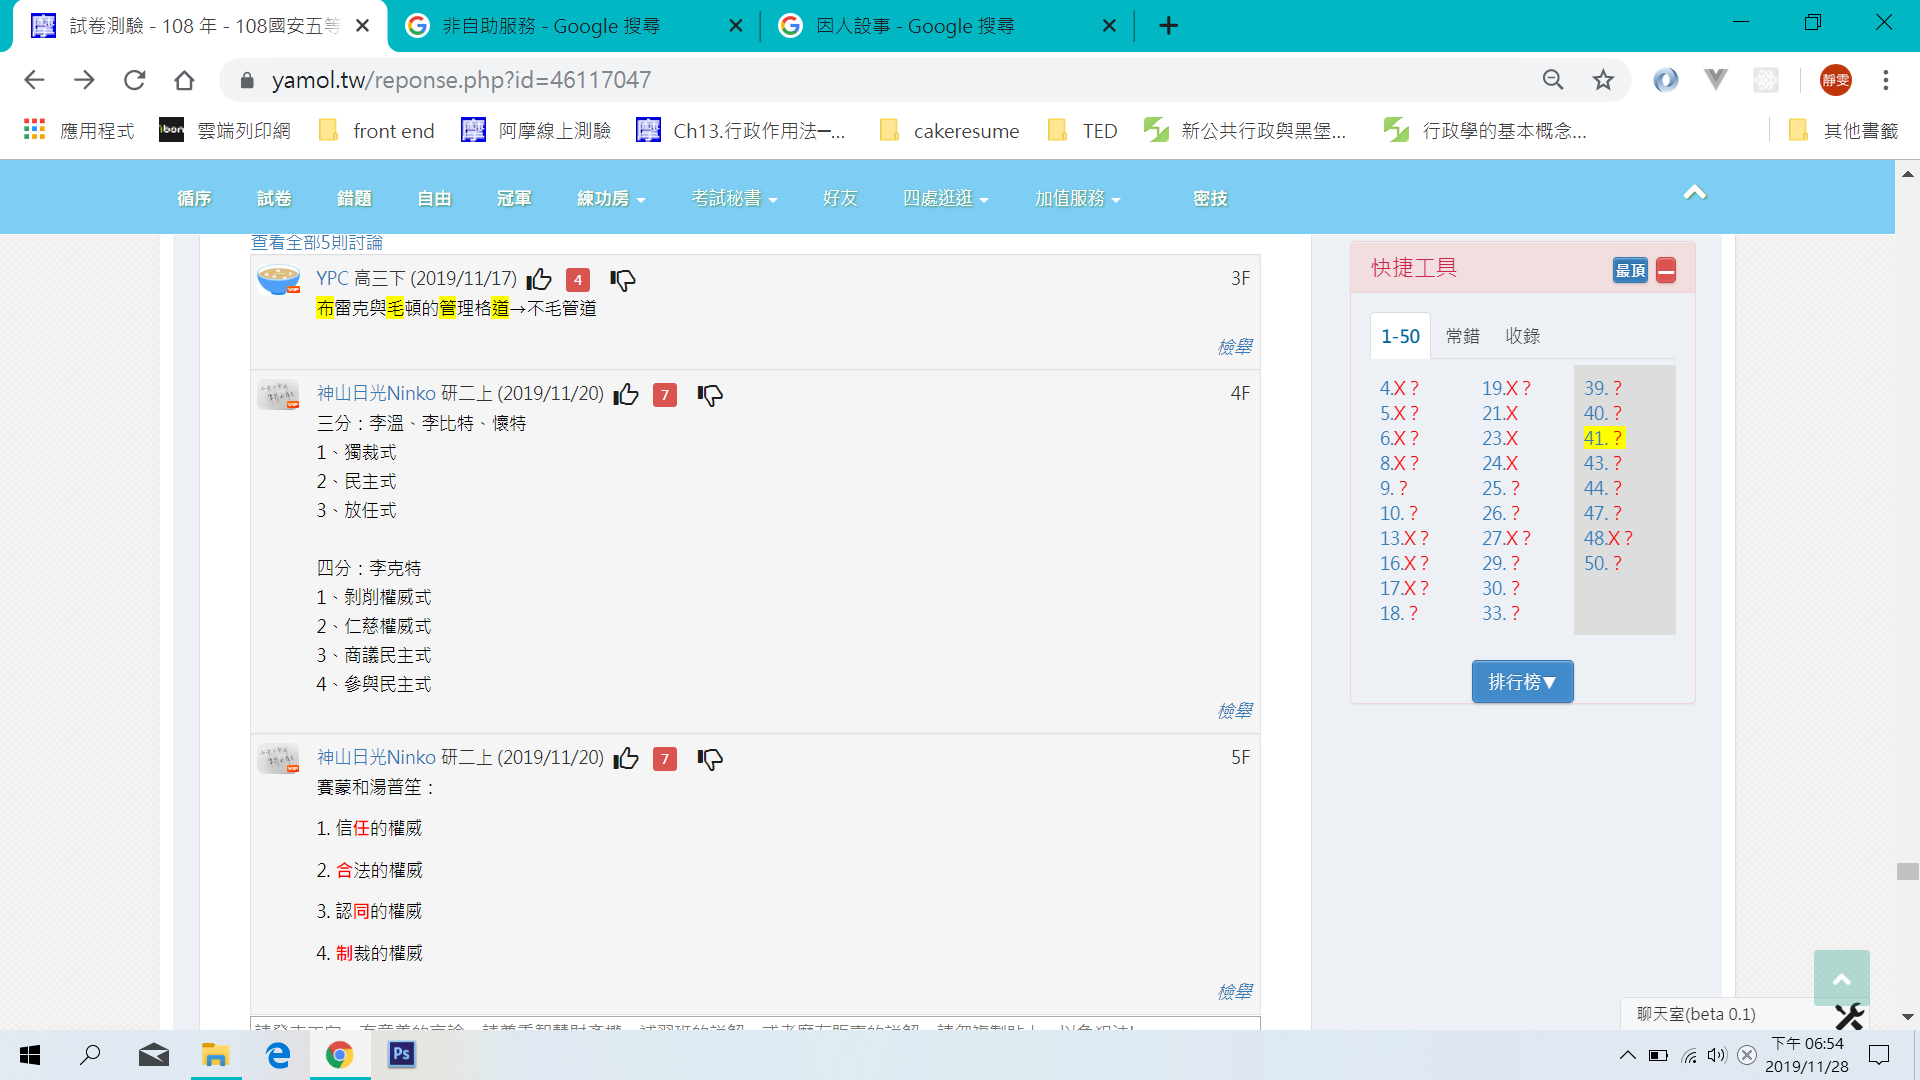 試卷測驗 - 108 年 - 108國安五等
非自助服務 - Google 搜尋
因人設事 - Google 搜尋
yamol.tw/reponse.php?id=46117047
靜雯
應用程式
ibon
雲端列印網
front end
阿摩線上測驗
Ch13.行政作用法─...
cakeresume
TED
新公共行政與黑堡...
行政學的基本概念...
其他書籤
循序
試卷
錯題
自由
冠軍
練功房
考試秘書
好友
四處逛逛
加值服務
密技
查看全部5則討論
YPC 高三下 (2019/11/17) 4 3F
布雷克與毛頓的管理格道→不毛管道
檢舉
神山日光Ninko 研二上 (2019/11/20) 7 4F
三分：李溫、李比特、懷特
1、獨裁式
2、民主式
3、放任式
四分：李克特
1、剝削權威式
2、仁慈權威式
3、商議民主式
4、參與民主式
檢舉
神山日光Ninko 研二上 (2019/11/20) 7 5F
賽蒙和湯普笙：
1. 信任的權威
2. 合法的權威
3. 認同的權威
4. 制裁的權威
檢舉
快捷工具
最頂
1-50 常錯 收錄
4.X ? 19.X ? 39. ?
5.X ? 21.X 40. ?
6.X ? 23.X 41. ?
8.X ? 24.X 43. ?
9. ? 25. ? 44. ?
10. ? 26. ? 47. ?
13.X ? 27.X ? 48.X ?
16.X ? 29. ? 50. ?
17.X ? 30. ?
18. ? 33. ?
排行榜▼
聊天室(beta 0.1)
Ps
下午 06:54
2019/11/28